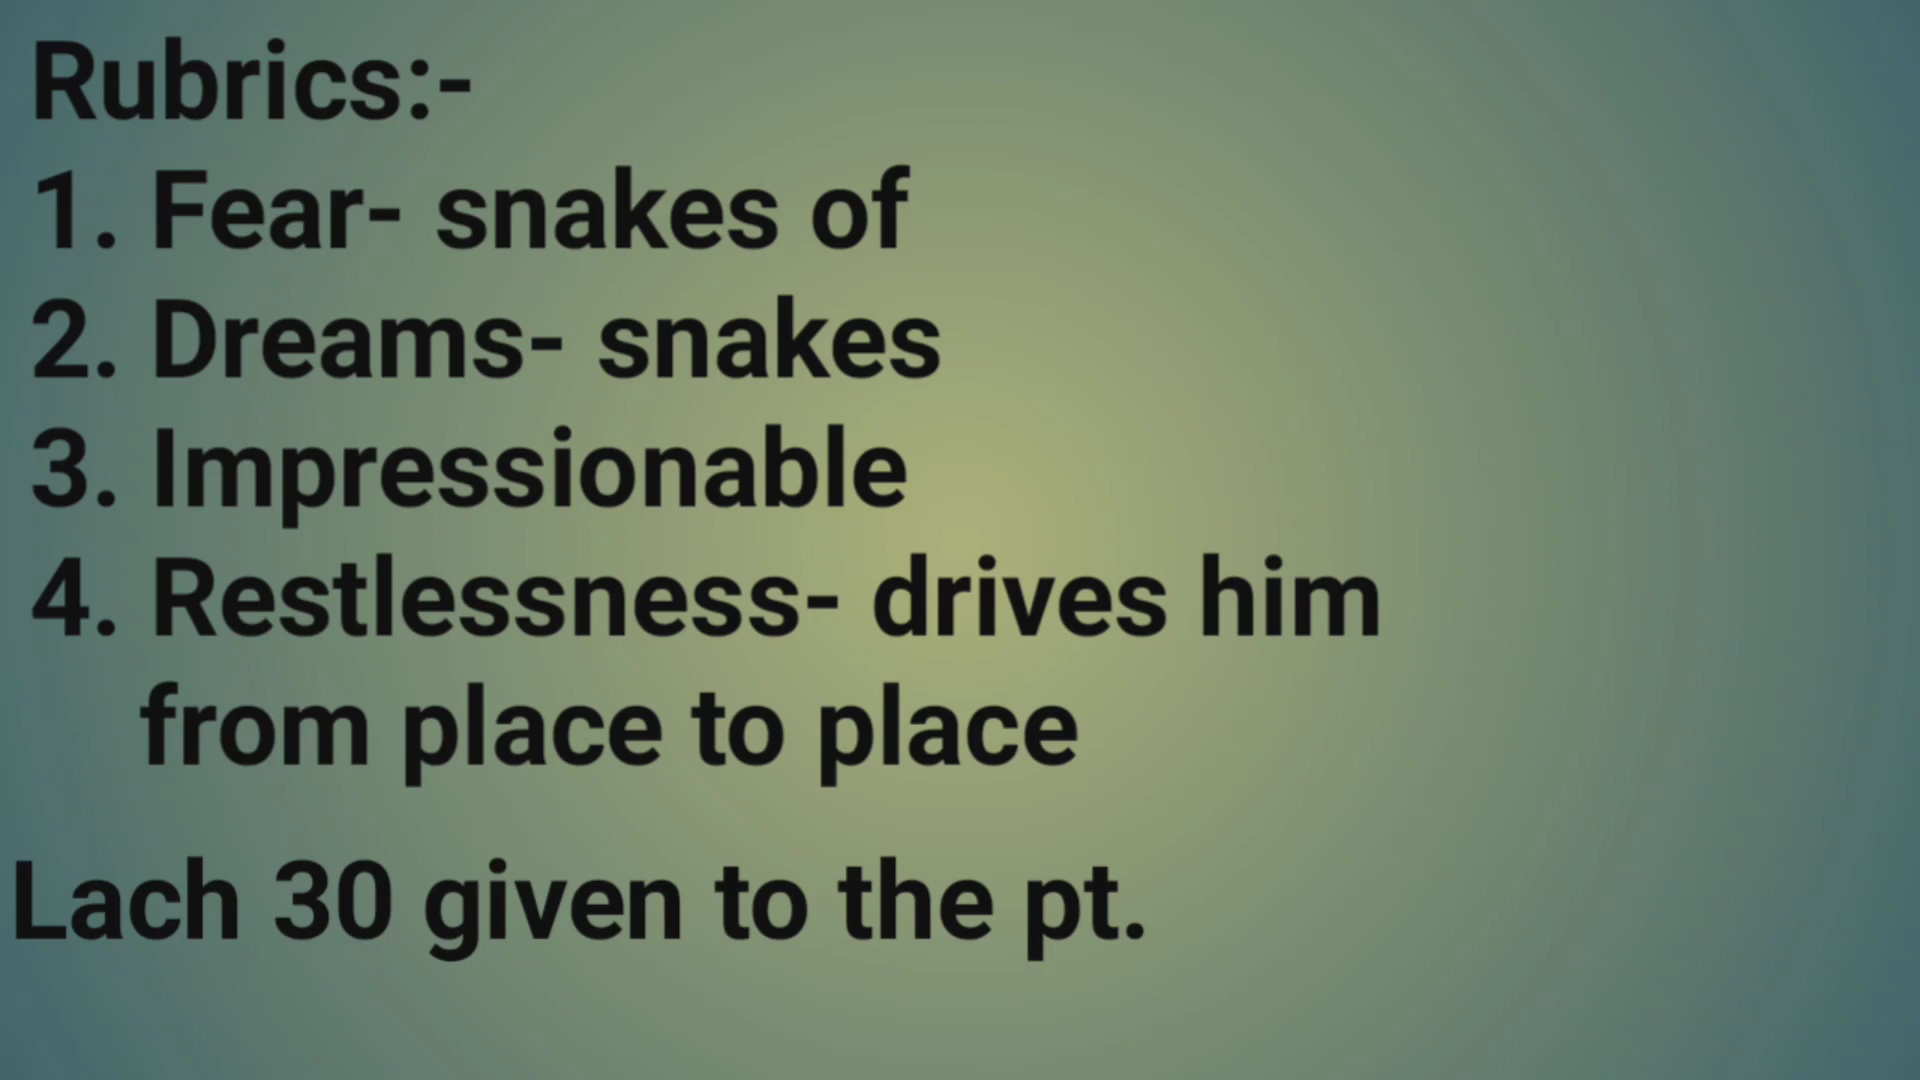 Rubrics:-
1. Fear- snakes of
2. Dreams- snakes
3. Impressionable
4. Restlessness- drives him
from place to place
Lach 30 given to the pt.